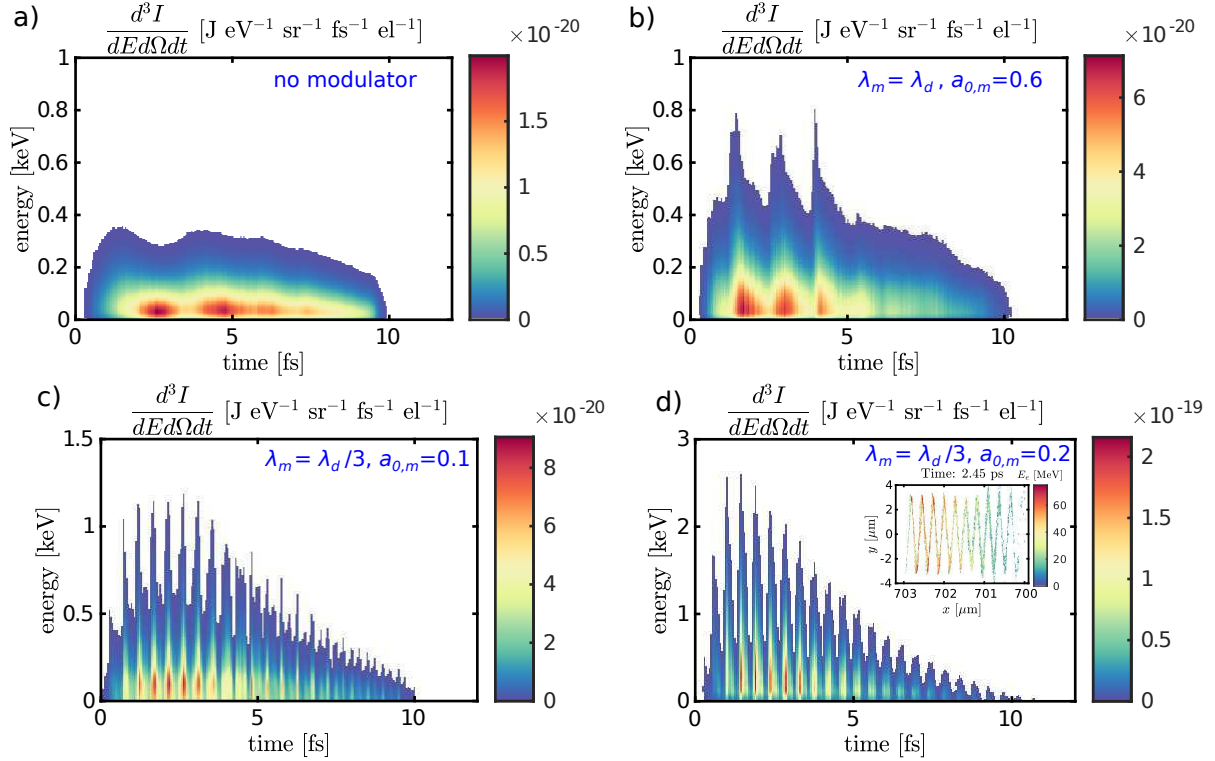 a)
d³I
dEdΩdt
[J eV⁻¹ sr⁻¹ fs⁻¹ el⁻¹]
×10⁻²⁰
no modulator
1
0.8
0.6
0.4
0.2
0
energy [keV]
0 5 10
time [fs]
1.5
1
0.5
0
b)
d³I
dEdΩdt
[J eV⁻¹ sr⁻¹ fs⁻¹ el⁻¹]
×10⁻²⁰
λₘ= λ_d , a₀,ₘ=0.6
1
0.8
0.6
0.4
0.2
0
energy [keV]
0 5 10
time [fs]
6
4
2
0
c)
d³I
dEdΩdt
[J eV⁻¹ sr⁻¹ fs⁻¹ el⁻¹]
×10⁻²⁰
λₘ= λ_d /3, a₀,ₘ=0.1
1.5
1
0.5
0
energy [keV]
0 5 10
time [fs]
8
6
4
2
0
d)
d³I
dEdΩdt
[J eV⁻¹ sr⁻¹ fs⁻¹ el⁻¹]
×10⁻¹⁹
λₘ= λ_d /3, a₀,ₘ=0.2
3
2
1
0
energy [keV]
0 5 10
time [fs]
2
1.5
1
0.5
0
Time: 2.45 ps
Eₑ [MeV]
4
2
0
-2
-4
y [μm]
703 702 701 700
x [μm]
60
40
20
0